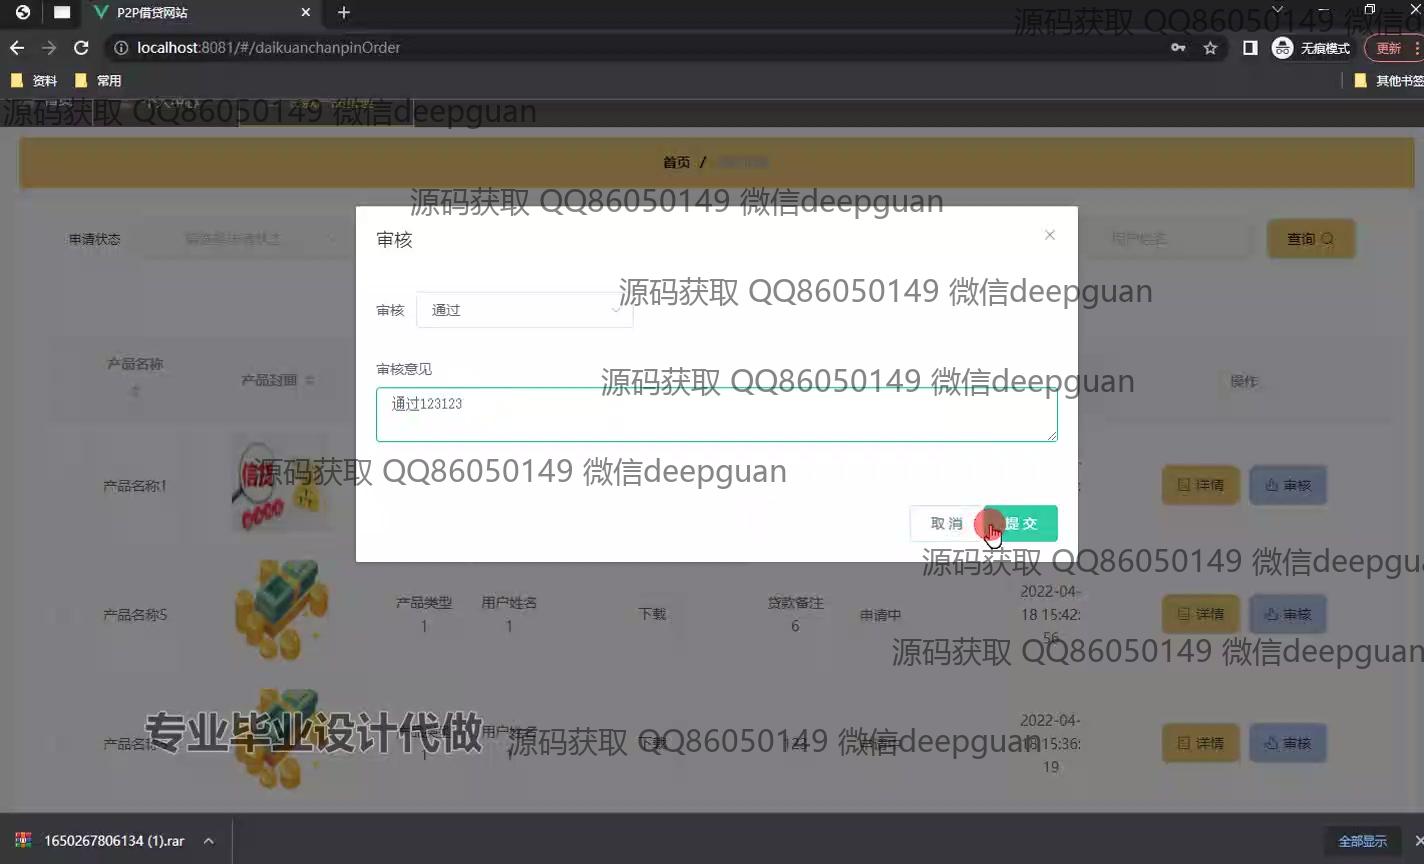 P2P借贷网站
源码获取 QQ86050149 微信d
localhost:8081/#/daikuanchanpinOrder
无痕模式
更新
资料
常用
其他书签
源码获取 QQ86050149 微信deepguan
首页 /
源码获取 QQ86050149 微信deepguan
审核
申请状态
请选择申请状态
用户姓名
查询
源码获取 QQ86050149 微信deepguan
审核
通过
产品名称
产品封面
审核意见
操作
源码获取 QQ86050149 微信deepguan
通过123123
源码获取 QQ86050149 微信deepguan
产品名称1
详情
审核
取消
提交
源码获取 QQ86050149 微信deepgua
产品名称5
产品类型
1
用户姓名
1
下载
贷款备注
6
申请中
2022-04-
18 15:42:
56
详情
审核
源码获取 QQ86050149 微信deepguan
专业毕业设计代做
源码获取 QQ86050149 微信deepguan
2022-04-
18 15:36:
19
详情
审核
1650267806134 (1).rar
全部显示